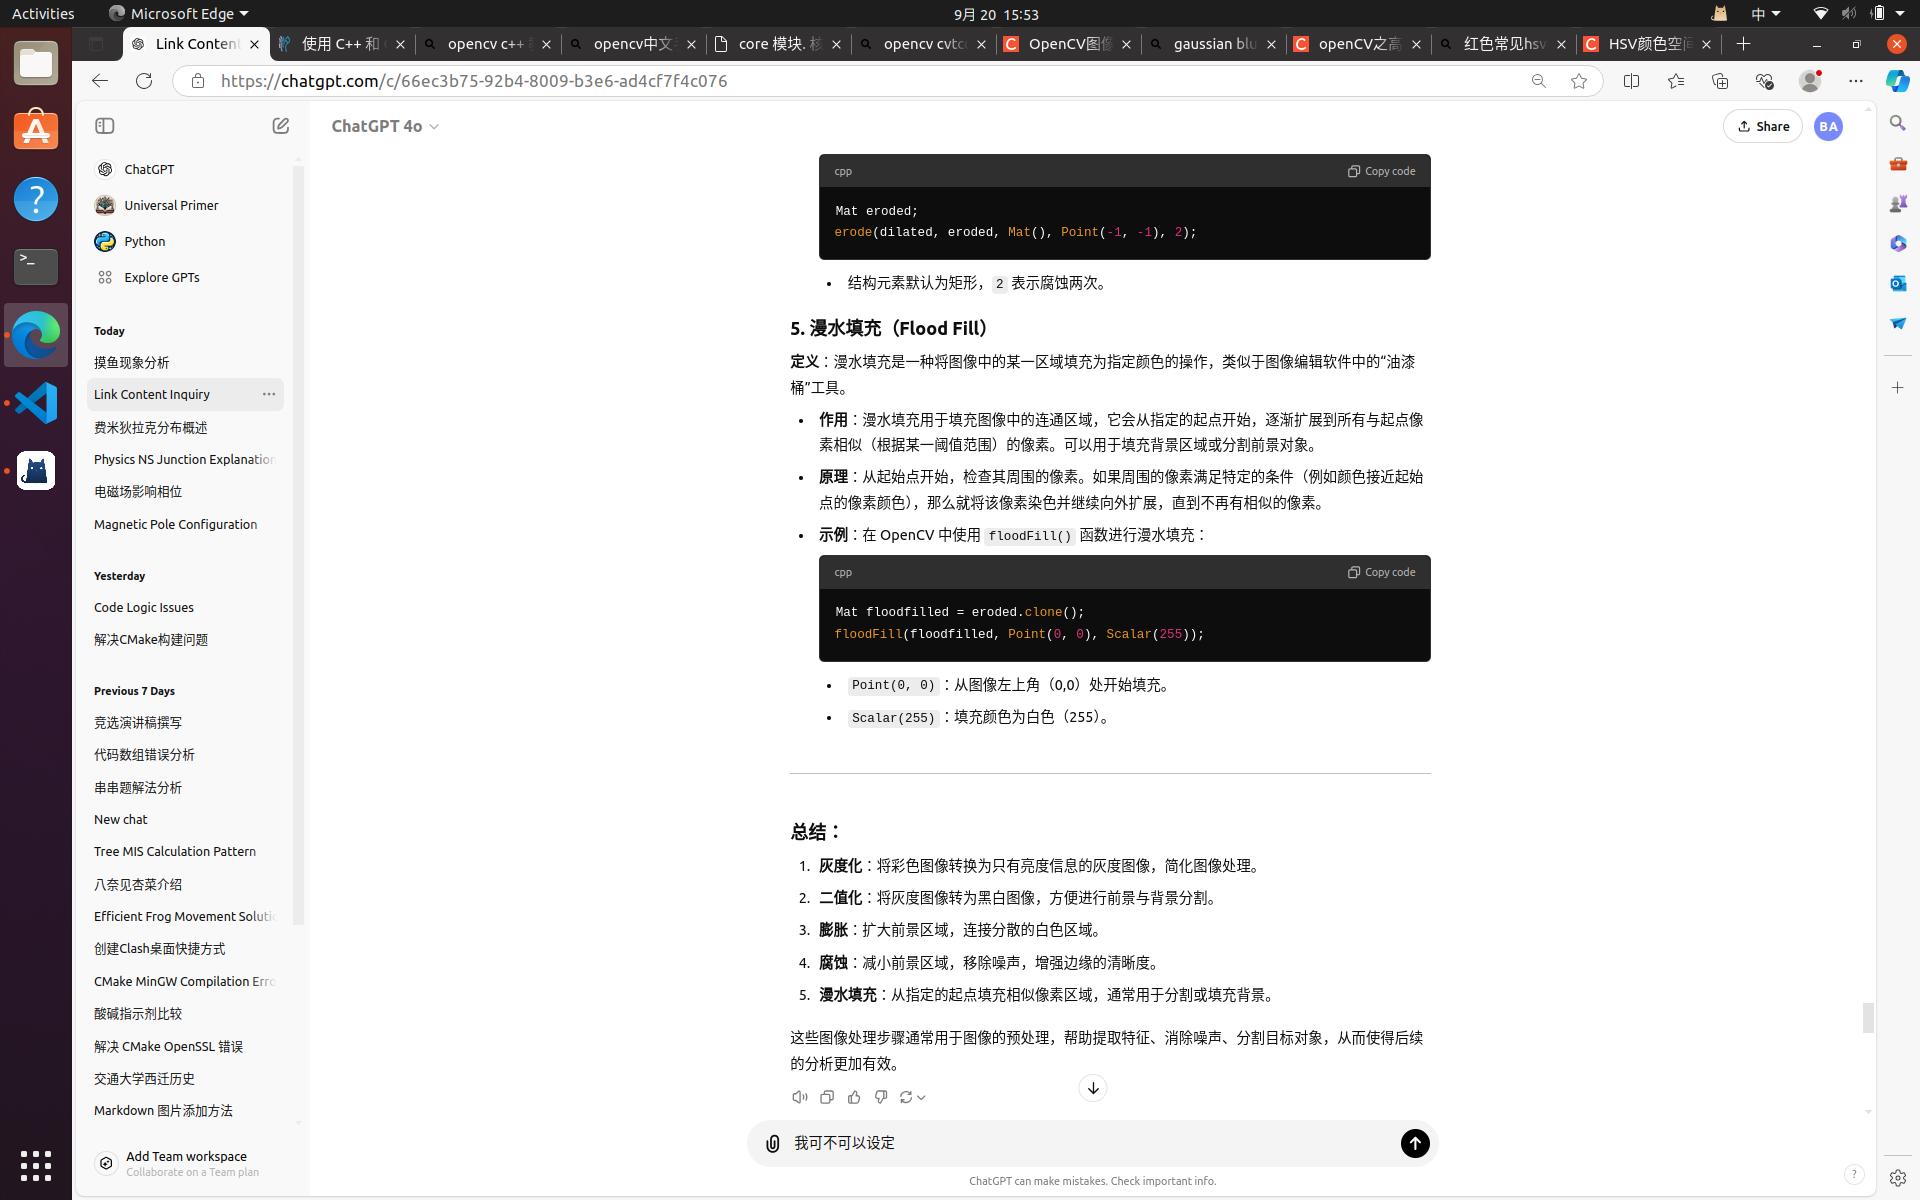 Activities
Microsoft Edge
9月 20 15:53
中
Link Conten
使用 C++ 和
opencv c++
opencv中文
core 模块.
opencv cvtc
OpenCV图
gaussian blu
openCV之高
红色常见hsv
HSV颜色空间
https://chatgpt.com/c/66ec3b75-92b4-8009-b3e6-ad4cf7f4c076
ChatGPT 4o
Share
BA
ChatGPT
Universal Primer
Python
Explore GPTs
Today
摸鱼现象分析
Link Content Inquiry
费米狄拉克分布概述
Physics NS Junction Explanation
电磁场影响相位
Magnetic Pole Configuration
Yesterday
Code Logic Issues
解决CMake构建问题
Previous 7 Days
竞选演讲稿撰写
代码数组错误分析
串串题解法分析
New chat
Tree MIS Calculation Pattern
八奈见杏菜介绍
Efficient Frog Movement Solutio
创建Clash桌面快捷方式
CMake MinGW Compilation Erro
酸碱指示剂比较
解决 CMake OpenSSL 错误
交通大学西迁历史
Markdown 图片添加方法
Add Team workspace
Collaborate on a Team plan
cpp
Copy code
Mat eroded;
erode(dilated, eroded, Mat(), Point(-1, -1), 2);
• 结构元素默认为矩形，2 表示腐蚀两次。
5. 漫水填充（Flood Fill）
定义：漫水填充是一种将图像中的某一区域填充为指定颜色的操作，类似于图像编辑软件中的“油漆
桶”工具。
• 作用：漫水填充用于填充图像中的连通区域，它会从指定的起点开始，逐渐扩展到所有与起点像
素相似（根据某一阈值范围）的像素。可以用于填充背景区域或分割前景对象。
• 原理：从起始点开始，检查其周围的像素。如果周围的像素满足特定的条件（例如颜色接近起始
点的像素颜色），那么就将该像素染色并继续向外扩展，直到不再有相似的像素。
• 示例：在 OpenCV 中使用 floodFill() 函数进行漫水填充：
cpp
Copy code
Mat floodfilled = eroded.clone();
floodFill(floodfilled, Point(0, 0), Scalar(255));
• Point(0, 0)：从图像左上角（0,0）处开始填充。
• Scalar(255)：填充颜色为白色（255）。
总结：
1. 灰度化：将彩色图像转换为只有亮度信息的灰度图像，简化图像处理。
2. 二值化：将灰度图像转为黑白图像，方便进行前景与背景分割。
3. 膨胀：扩大前景区域，连接分散的白色区域。
4. 腐蚀：减小前景区域，移除噪声，增强边缘的清晰度。
5. 漫水填充：从指定的起点填充相似像素区域，通常用于分割或填充背景。
这些图像处理步骤通常用于图像的预处理，帮助提取特征、消除噪声、分割目标对象，从而使得后续
的分析更加有效。
我可不可以设定
ChatGPT can make mistakes. Check important info.
?